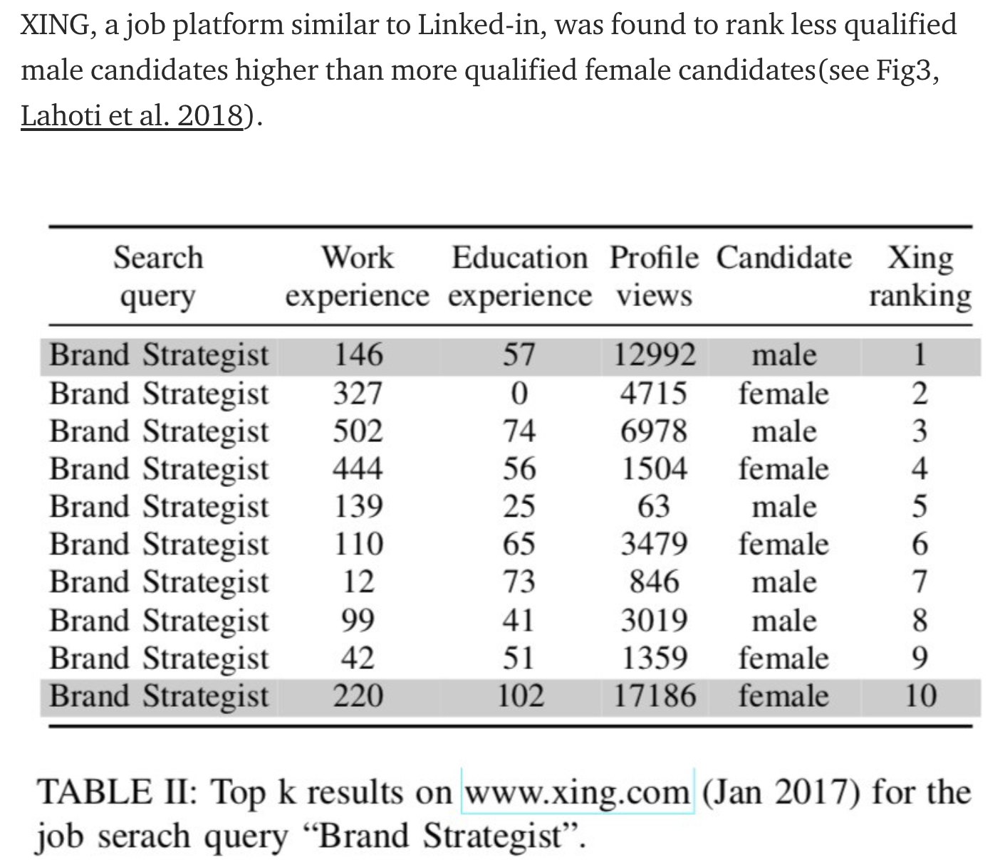 XING, a job platform similar to Linked-in, was found to rank less qualified
male candidates higher than more qualified female candidates(see Fig3,
Lahoti et al. 2018).
Search Work Education Profile Candidate Xing
query experience experience views ranking
Brand Strategist 146 57 12992 male 1
Brand Strategist 327 0 4715 female 2
Brand Strategist 502 74 6978 male 3
Brand Strategist 444 56 1504 female 4
Brand Strategist 139 25 63 male 5
Brand Strategist 110 65 3479 female 6
Brand Strategist 12 73 846 male 7
Brand Strategist 99 41 3019 male 8
Brand Strategist 42 51 1359 female 9
Brand Strategist 220 102 17186 female 10
TABLE II: Top k results on www.xing.com (Jan 2017) for the
job serach query “Brand Strategist”.